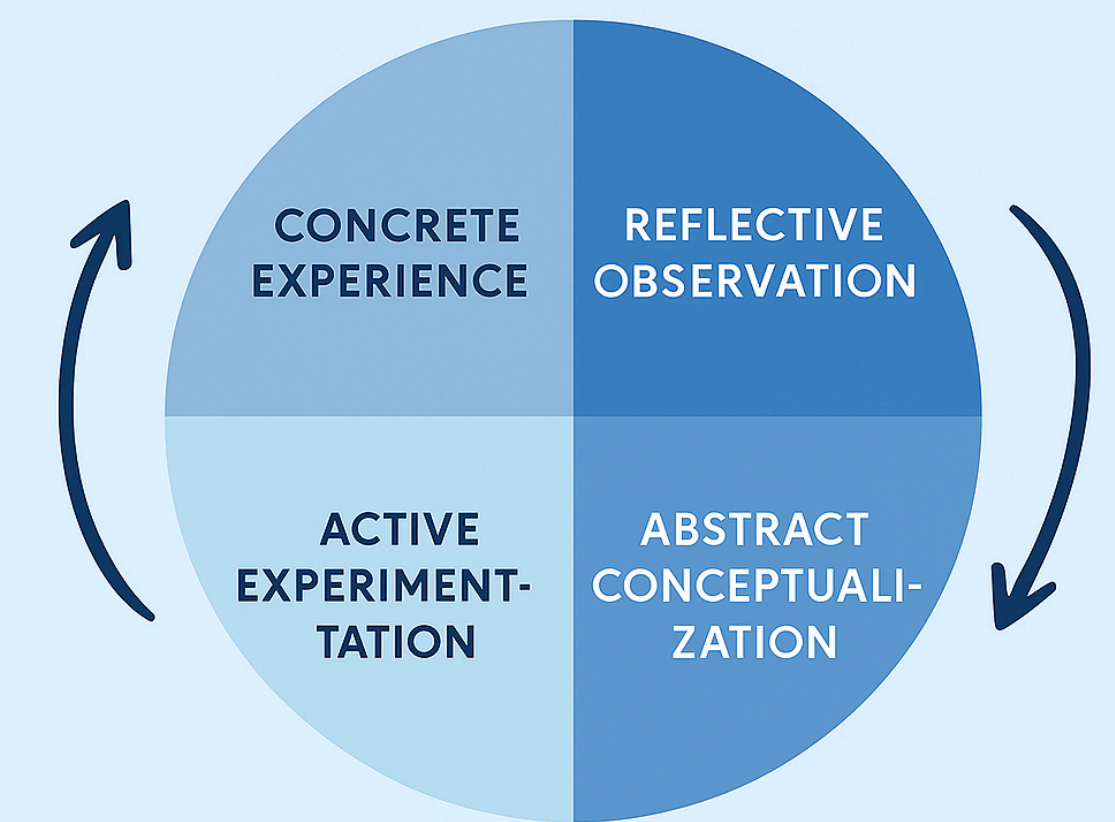 CONCRETE
EXPERIENCE
REFLECTIVE
OBSERVATION
ACTIVE
EXPERIMENT-
TATION
ABSTRACT
CONCEPTUALI-
ZATION